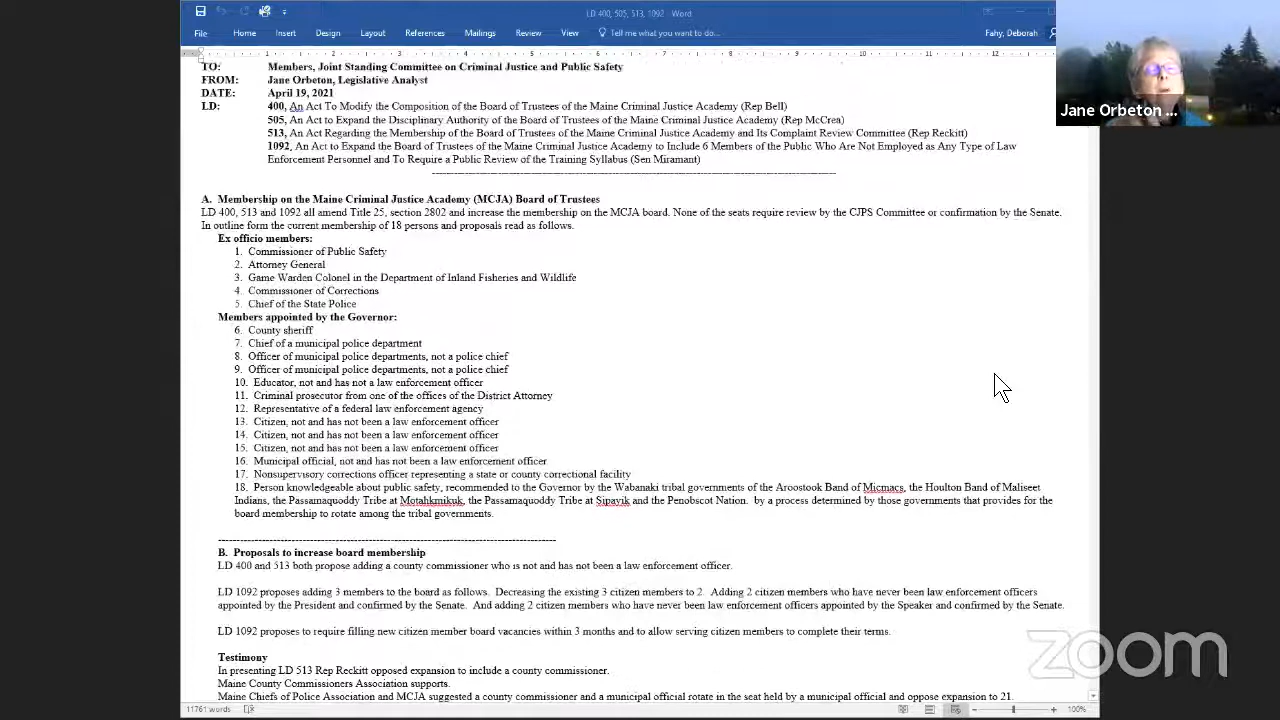 LD 400, 505, 513, 1092 - Word
File Home Insert Design Layout References Mailings Review View Tell me what you want to do... Fahy, Deborah
1 2 3 4 5 6 7 8 9 10 11 12
TO: Members, Joint Standing Committee on Criminal Justice and Public Safety
FROM: Jane Orbeton, Legislative Analyst
DATE: April 19, 2021
LD: 400, An Act To Modify the Composition of the Board of Trustees of the Maine Criminal Justice Academy (Rep Bell)
505, An Act to Expand the Disciplinary Authority of the Board of Trustees of the Maine Criminal Justice Academy (Rep McCrea)
513, An Act Regarding the Membership of the Board of Trustees of the Maine Criminal Justice Academy and Its Complaint Review Committee (Rep Reckitt)
1092, An Act to Expand the Board of Trustees of the Maine Criminal Justice Academy to Include 6 Members of the Public Who Are Not Employed as Any Type of Law
Enforcement Personnel and To Require a Public Review of the Training Syllabus (Sen Miramant)
A. Membership on the Maine Criminal Justice Academy (MCJA) Board of Trustees
LD 400, 513 and 1092 all amend Title 25, section 2802 and increase the membership on the MCJA board. None of the seats require review by the CJPS Committee or confirmation by the Senate.
In outline form the current membership of 18 persons and proposals read as follows.
Ex officio members:
1. Commissioner of Public Safety
2. Attorney General
3. Game Warden Colonel in the Department of Inland Fisheries and Wildlife
4. Commissioner of Corrections
5. Chief of the State Police
Members appointed by the Governor:
6. County sheriff
7. Chief of a municipal police department
8. Officer of municipal police departments, not a police chief
9. Officer of municipal police departments, not a police chief
10. Educator, not and has not a law enforcement officer
11. Criminal prosecutor from one of the offices of the District Attorney
12. Representative of a federal law enforcement agency
13. Citizen, not and has not been a law enforcement officer
14. Citizen, not and has not been a law enforcement officer
15. Citizen, not and has not been a law enforcement officer
16. Municipal official, not and has not been a law enforcement officer
17. Nonsupervisory corrections officer representing a state or county correctional facility
18. Person knowledgeable about public safety, recommended to the Governor by the Wabanaki tribal governments of the Aroostook Band of Micmacs, the Houlton Band of Maliseet
Indians, the Passamaquoddy Tribe at Motahkmikuk, the Passamaquoddy Tribe at Sipayik and the Penobscot Nation. by a process determined by those governments that provides for the
board membership to rotate among the tribal governments.
B. Proposals to increase board membership
LD 400 and 513 both propose adding a county commissioner who is not and has not been a law enforcement officer.
LD 1092 proposes adding 3 members to the board as follows. Decreasing the existing 3 citizen members to 2. Adding 2 citizen members who have never been law enforcement officers
appointed by the President and confirmed by the Senate. And adding 2 citizen members who have never been law enforcement officers appointed by the Speaker and confirmed by the Senate.
LD 1092 proposes to require filling new citizen member board vacancies within 3 months and to allow serving citizen members to complete their terms.
Testimony
In presenting LD 513 Rep Reckitt opposed expansion to include a county commissioner.
Maine County Commissioners Association supports.
Maine Chiefs of Police Association and MCJA suggested a county commissioner and a municipal official rotate in the seat held by a municipal official and oppose expansion to 21.
11761 words
100%
Jane Orbeton ...
zoom